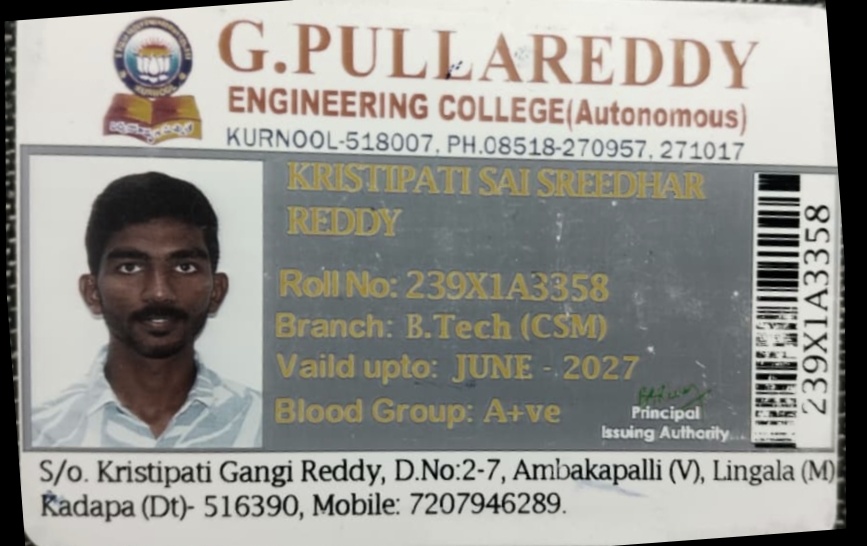 G.PULLAREDDY
ENGINEERING COLLEGE(Autonomous)
KURNOOL-518007, PH.08518-270957, 271017
KURNOOL
KRISTIPATI SAI SREEDHAR
REDDY
Roll No: 239X1A3358
Branch: B.Tech (CSM)
Vaild upto: JUNE - 2027
Blood Group: A+ve
Principal
Issuing Authority
239X1A3358
S/o. Kristipati Gangi Reddy, D.No:2-7, Ambakapalli (V), Lingala (M)
Kadapa (Dt)- 516390, Mobile: 7207946289.